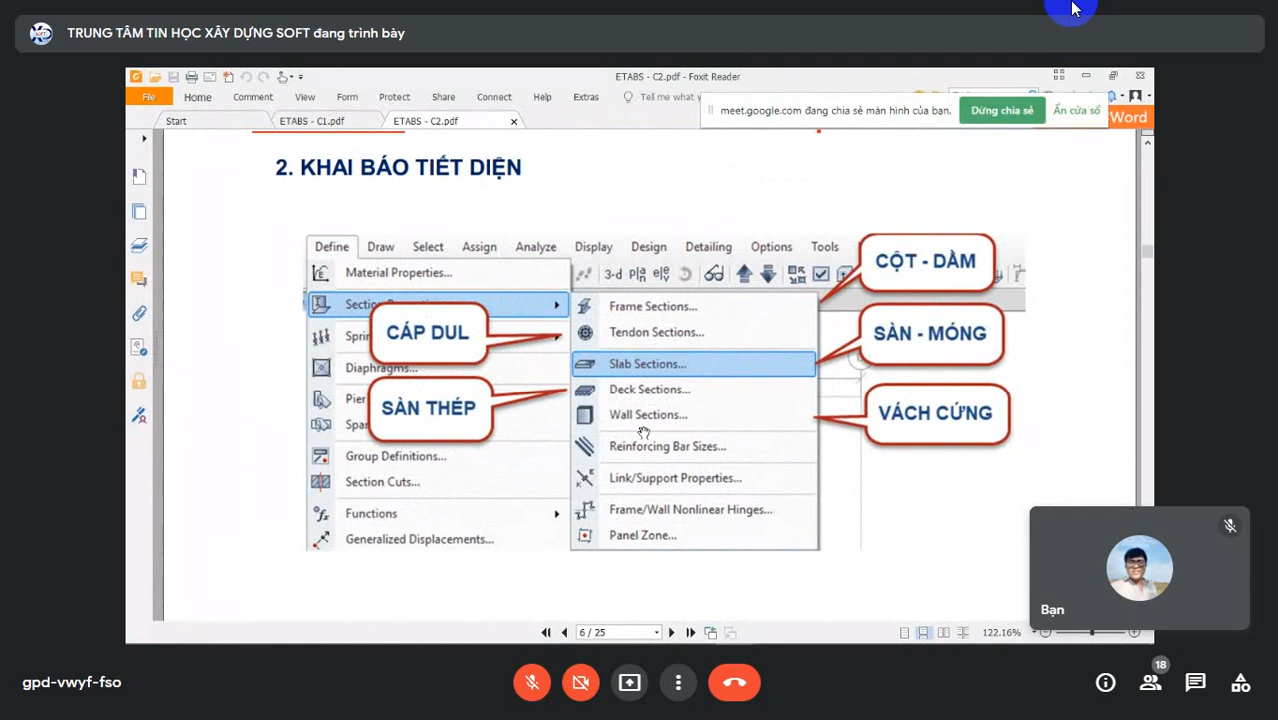 TRUNG TÂM TIN HỌC XÂY DỰNG SOFT đang trình bày
ETABS - C2.pdf - Foxit Reader
File Home Comment View Form Protect Share Connect Help Extras Tell me what
meet.google.com đang chia sẻ màn hình của bạn. Dừng chia sẻ Ẩn cửa sổ
Word
Start ETABS - C1.pdf ETABS - C2.pdf
2. KHAI BÁO TIẾT DIỆN
Define Draw Select Assign Analyze Display Design Detailing Options Tools
CỘT - DẦM
Material Properties...
3-d
Frame Sections...
CÁP DUL
Tendon Sections...
SÀN - MÓNG
Diaphragms...
Slab Sections...
SÀN THÉP
Deck Sections...
Wall Sections...
VÁCH CỨNG
Group Definitions...
Reinforcing Bar Sizes...
Section Cuts...
Link/Support Properties...
Functions
Frame/Wall Nonlinear Hinges...
Generalized Displacements...
Panel Zone...
Bạn
6 / 25
122.16%
gpd-vwyf-fso
18